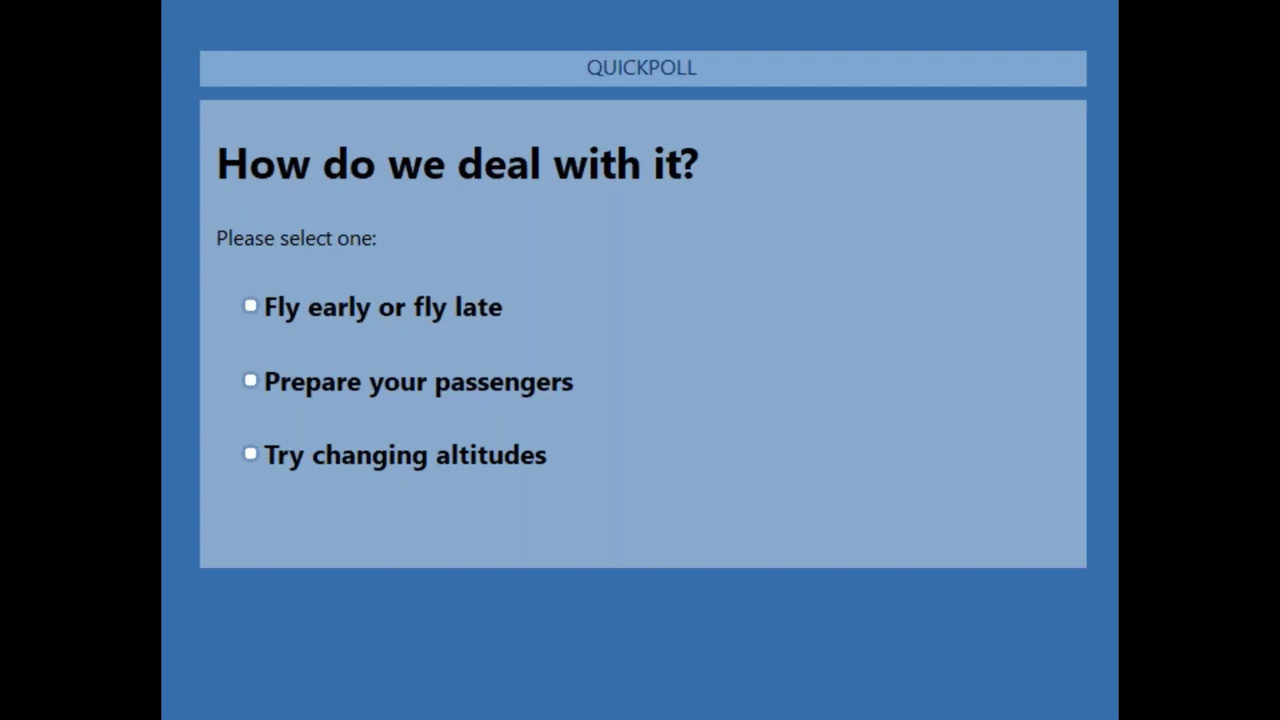 QUICKPOLL
How do we deal with it?
Please select one:
Fly early or fly late
Prepare your passengers
Try changing altitudes